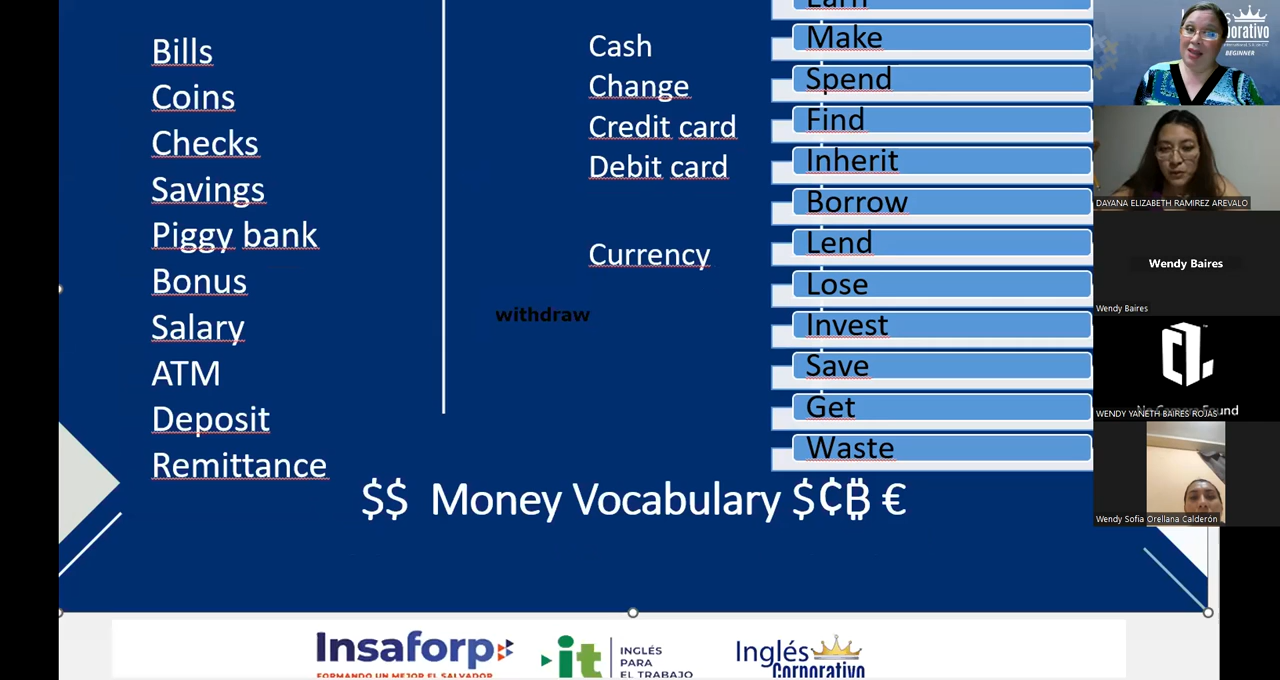 Bills
Coins
Checks
Savings
Piggy bank
Bonus
Salary
ATM
Deposit
Remittance
Cash
Change
Credit card
Debit card
Currency
withdraw
Earn
Make
Spend
Find
Inherit
Borrow
Lend
Lose
Invest
Save
Get
Waste
$$ Money Vocabulary $₵₿ €
Insaforp
FORMANDO UN MEJOR EL SALVADOR
it
INGLÉS
PARA
EL TRABAJO
Inglés
Corporativo
BEGINNER
DAYANA ELIZABETH RAMIREZ AREVALO
Wendy Baires
Wendy Baires
WENDY YANETH BAIRES ROJAS
Wendy Sofia Orellana Calderón